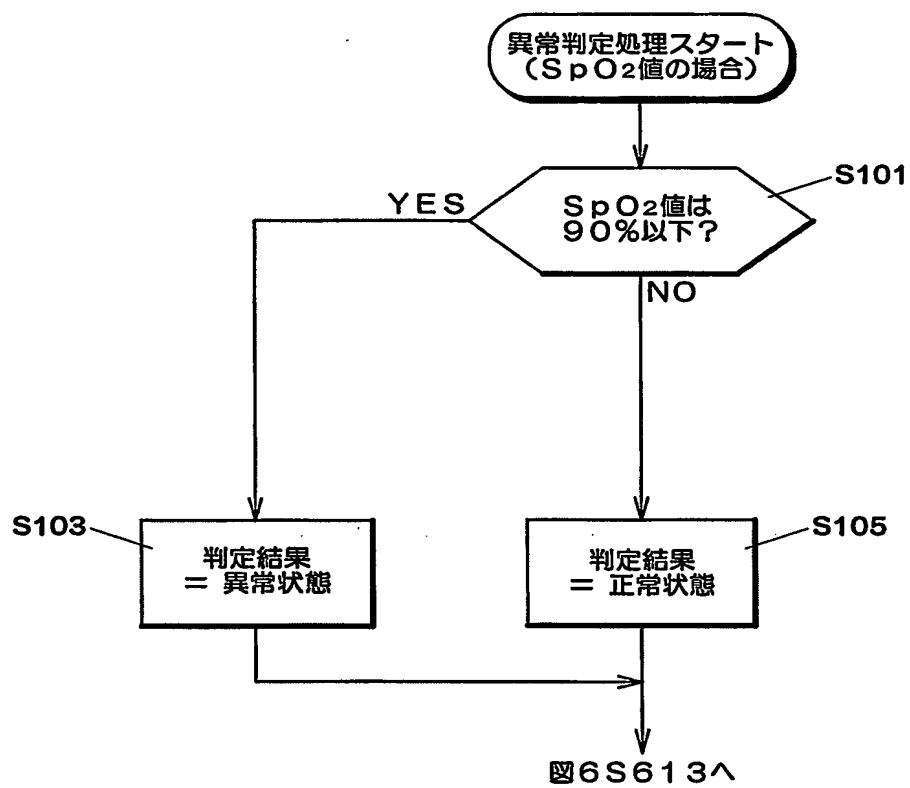 異常判定処理スタート
(SpO2値の場合)
S101
YES
SpO2値は
90%以下?
NO
S103
判定結果
= 異常状態
S105
判定結果
= 正常状態
図6S613へ